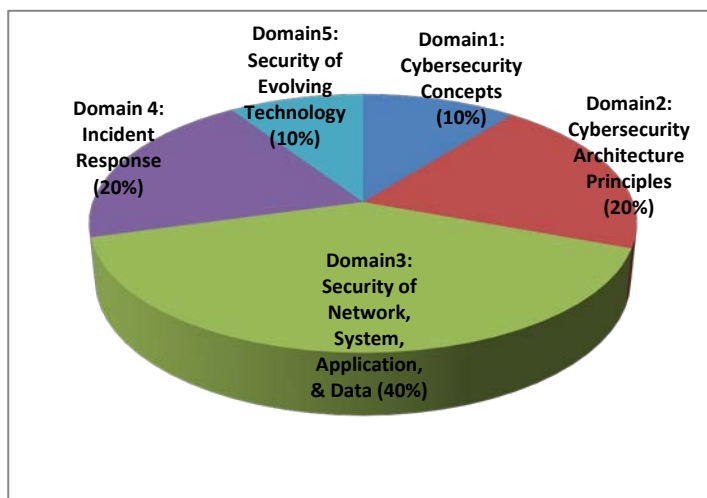 Domain1:
Cybersecurity
Concepts
(10%)
Domain2:
Cybersecurity
Architecture
Principles
(20%)
Domain3:
Security of
Network,
System,
Application,
& Data (40%)
Domain 4:
Incident
Response
(20%)
Domain5:
Security of
Evolving
Technology
(10%)